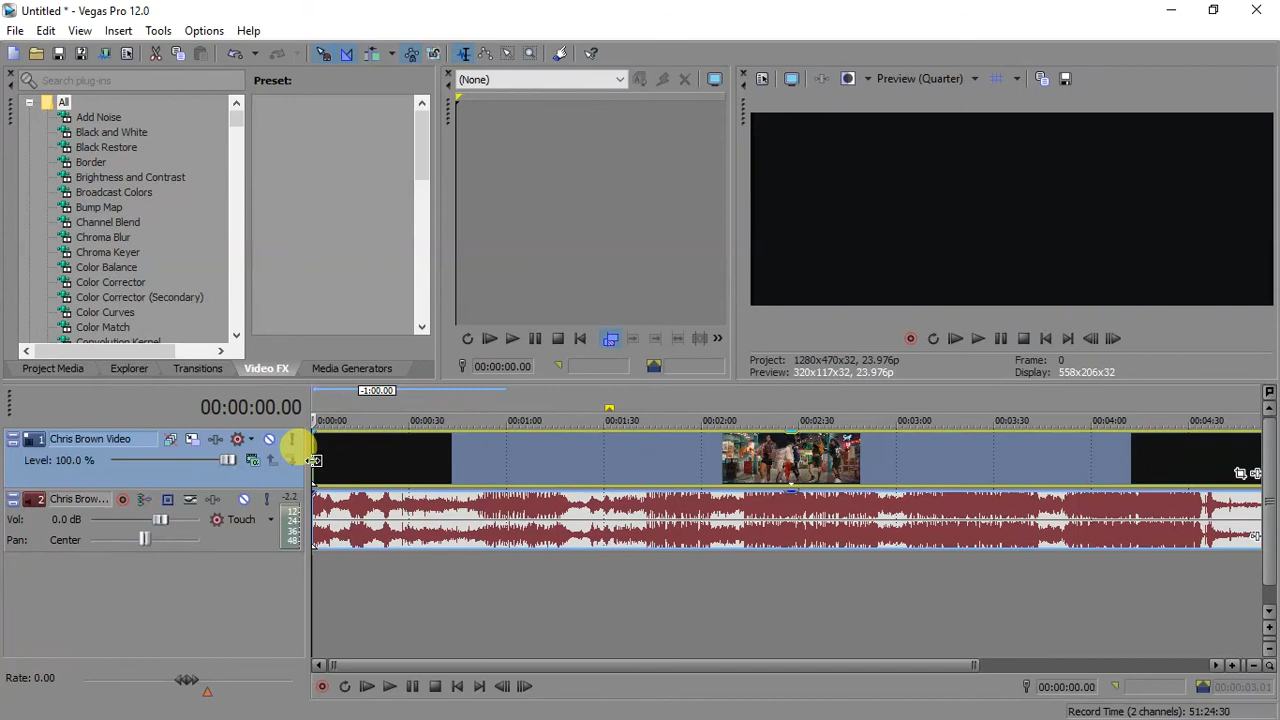 Untitled * - Vegas Pro 12.0
File Edit View Insert Tools Options Help
Search plug-ins
Preset:
(None)
Preview (Quarter)
All
Add Noise
Black and White
Black Restore
Border
Brightness and Contrast
Broadcast Colors
Bump Map
Channel Blend
Chroma Blur
Chroma Keyer
Color Balance
Color Corrector
Color Corrector (Secondary)
Color Curves
Color Match
Convolution Kernel
Project Media Explorer Transitions Video FX Media Generators
00:00:00.00
Project: 1280x470x32, 23.976p
Preview: 320x117x32, 23.976p
Frame: 0
Display: 558x206x32
-1:00.00
00:00:00.00
0:00:00 00:00:30 00:01:00 00:01:30 00:02:00 00:02:30 00:03:00 00:03:30 00:04:00 00:04:30
1 Chris Brown Video
Level: 100.0 %
2 Chris Brow...
-2.2
Vol: 0.0 dB Touch
12
24
36
48
Pan: Center
Rate: 0.00
00:00:00.00
00:00:03.01
Record Time (2 channels): 51:24:30